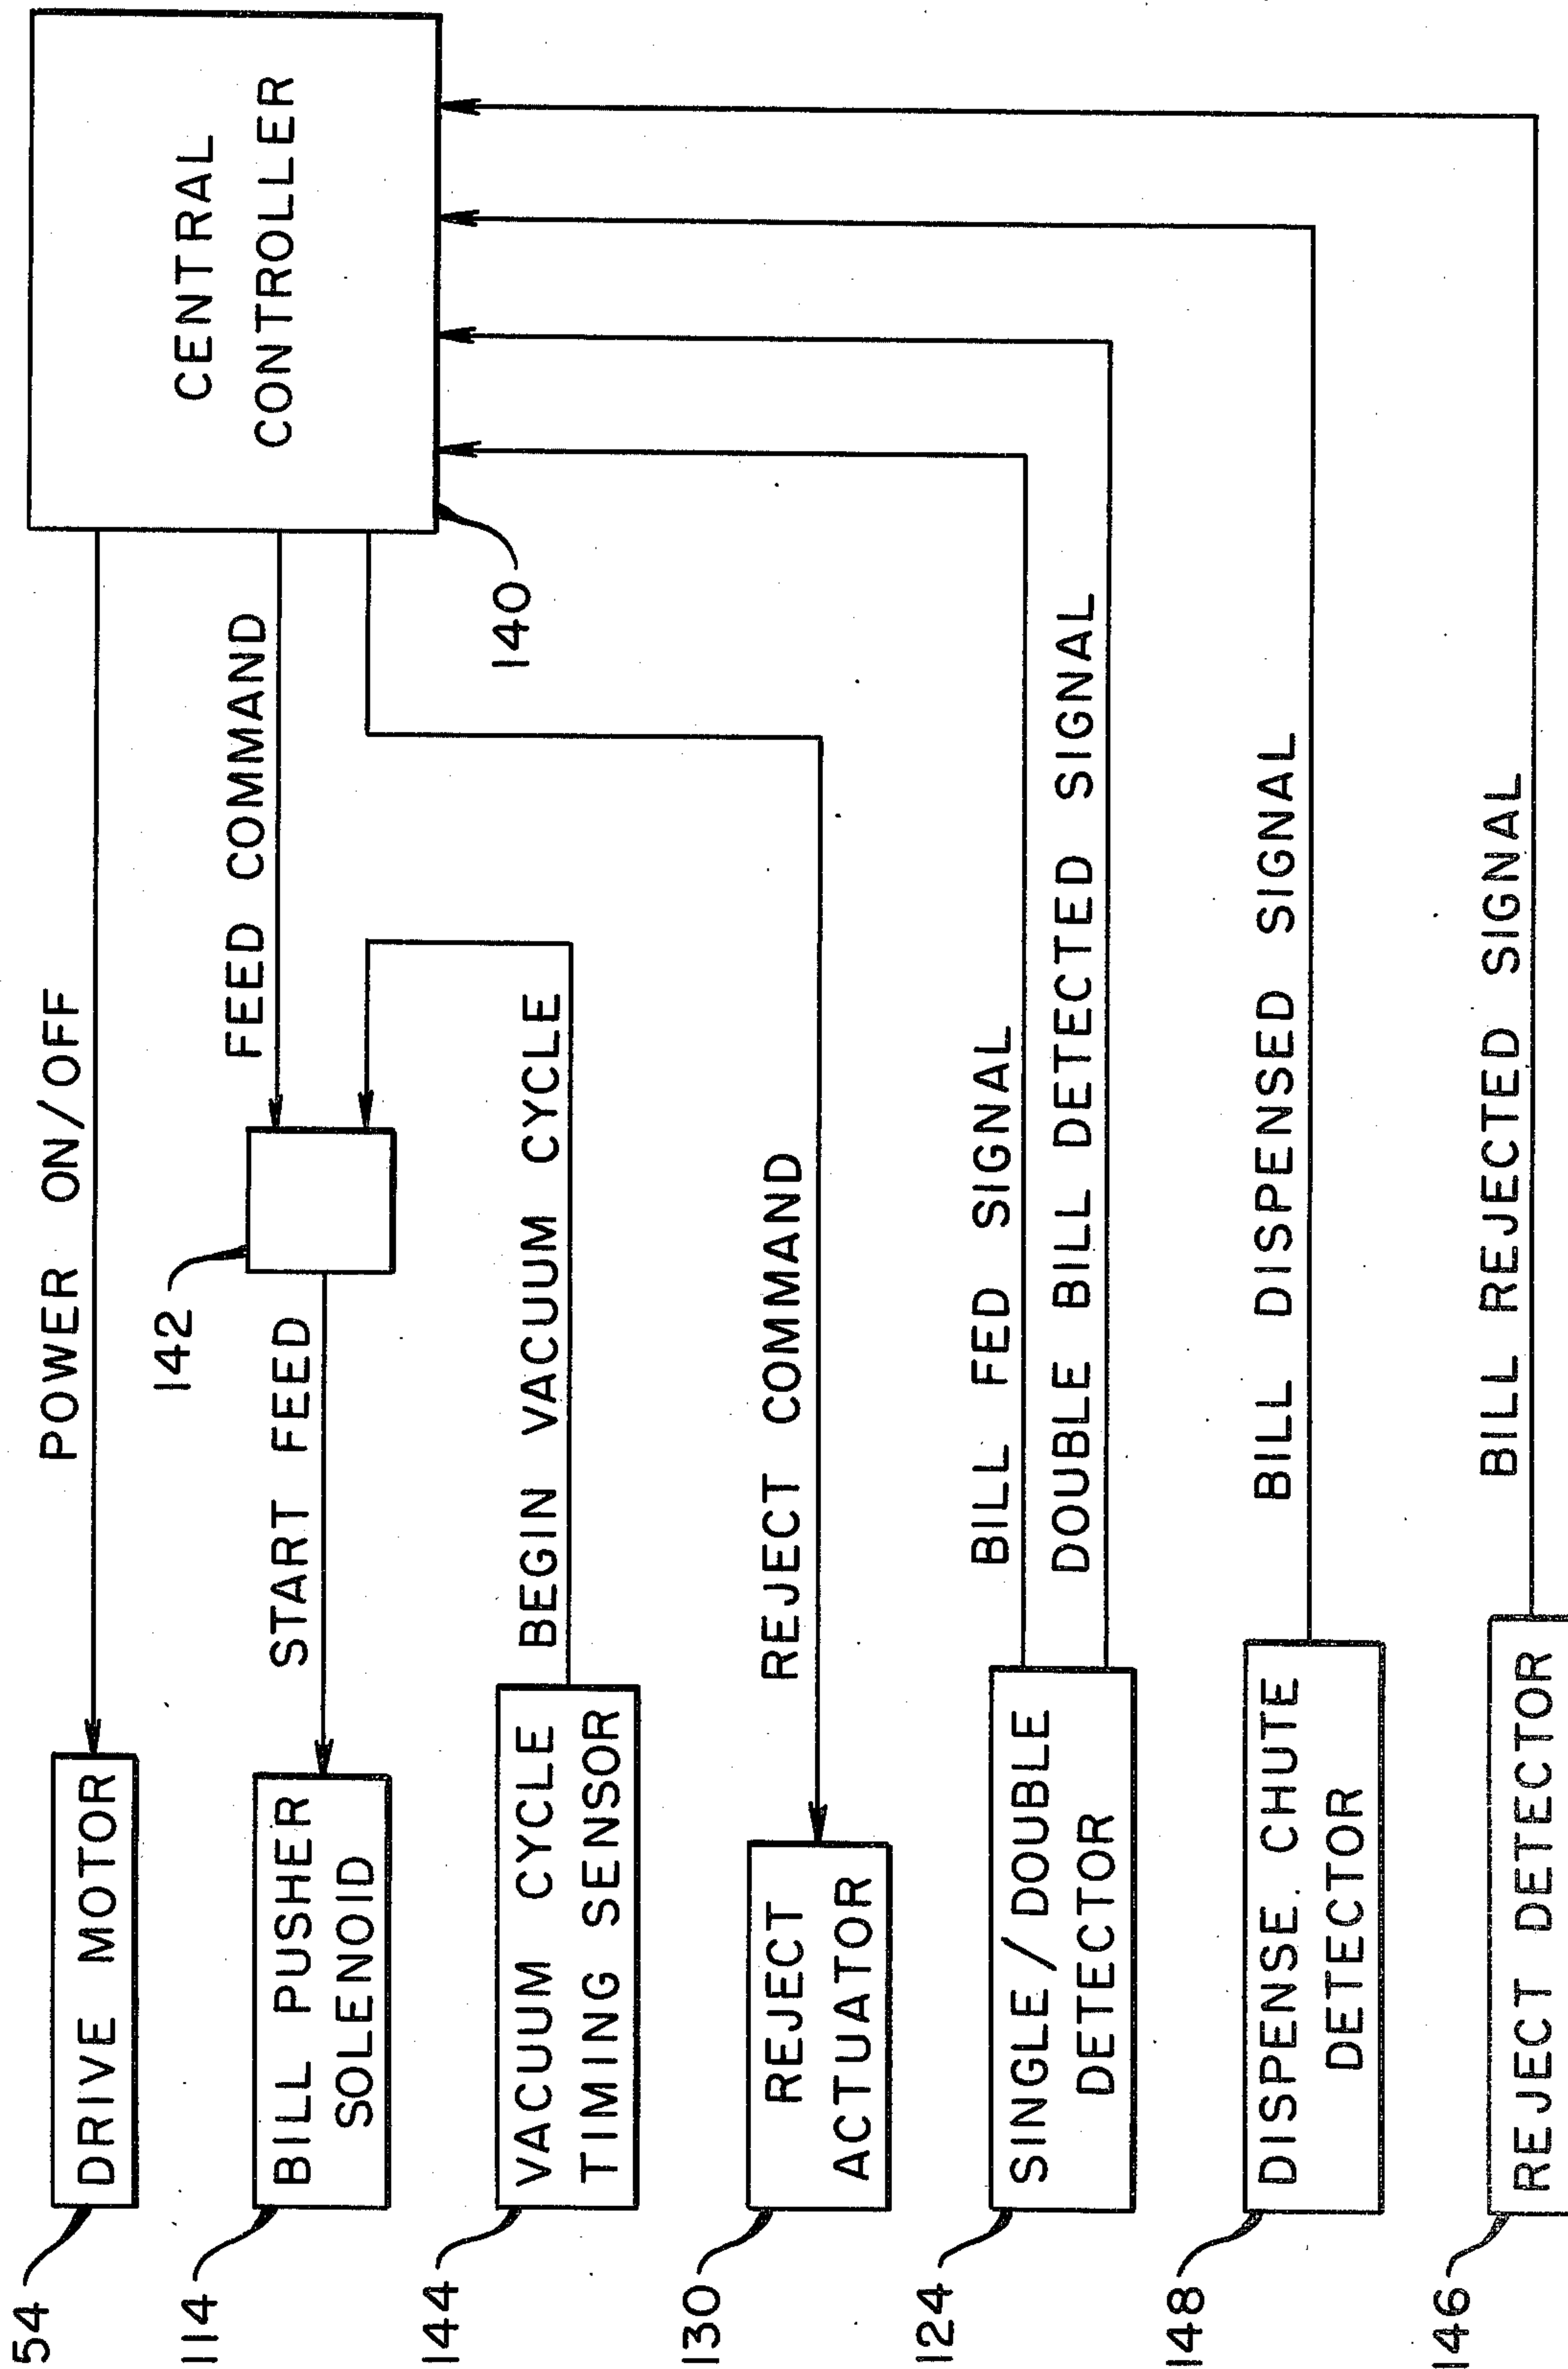 54
DRIVE MOTOR
POWER ON/OFF
CENTRAL
CONTROLLER
140
114
BILL PUSHER
SOLENOID
START FEED
142
FEED COMMAND
144
VACUUM CYCLE
TIMING SENSOR
BEGIN VACUUM CYCLE
130
REJECT
ACTUATOR
REJECT COMMAND
124
SINGLE/DOUBLE
DETECTOR
BILL FED SIGNAL
DOUBLE BILL DETECTED SIGNAL
148
DISPENSE. CHUTE
DETECTOR
BILL DISPENSED SIGNAL
146
REJECT DETECTOR
BILL REJECTED SIGNAL